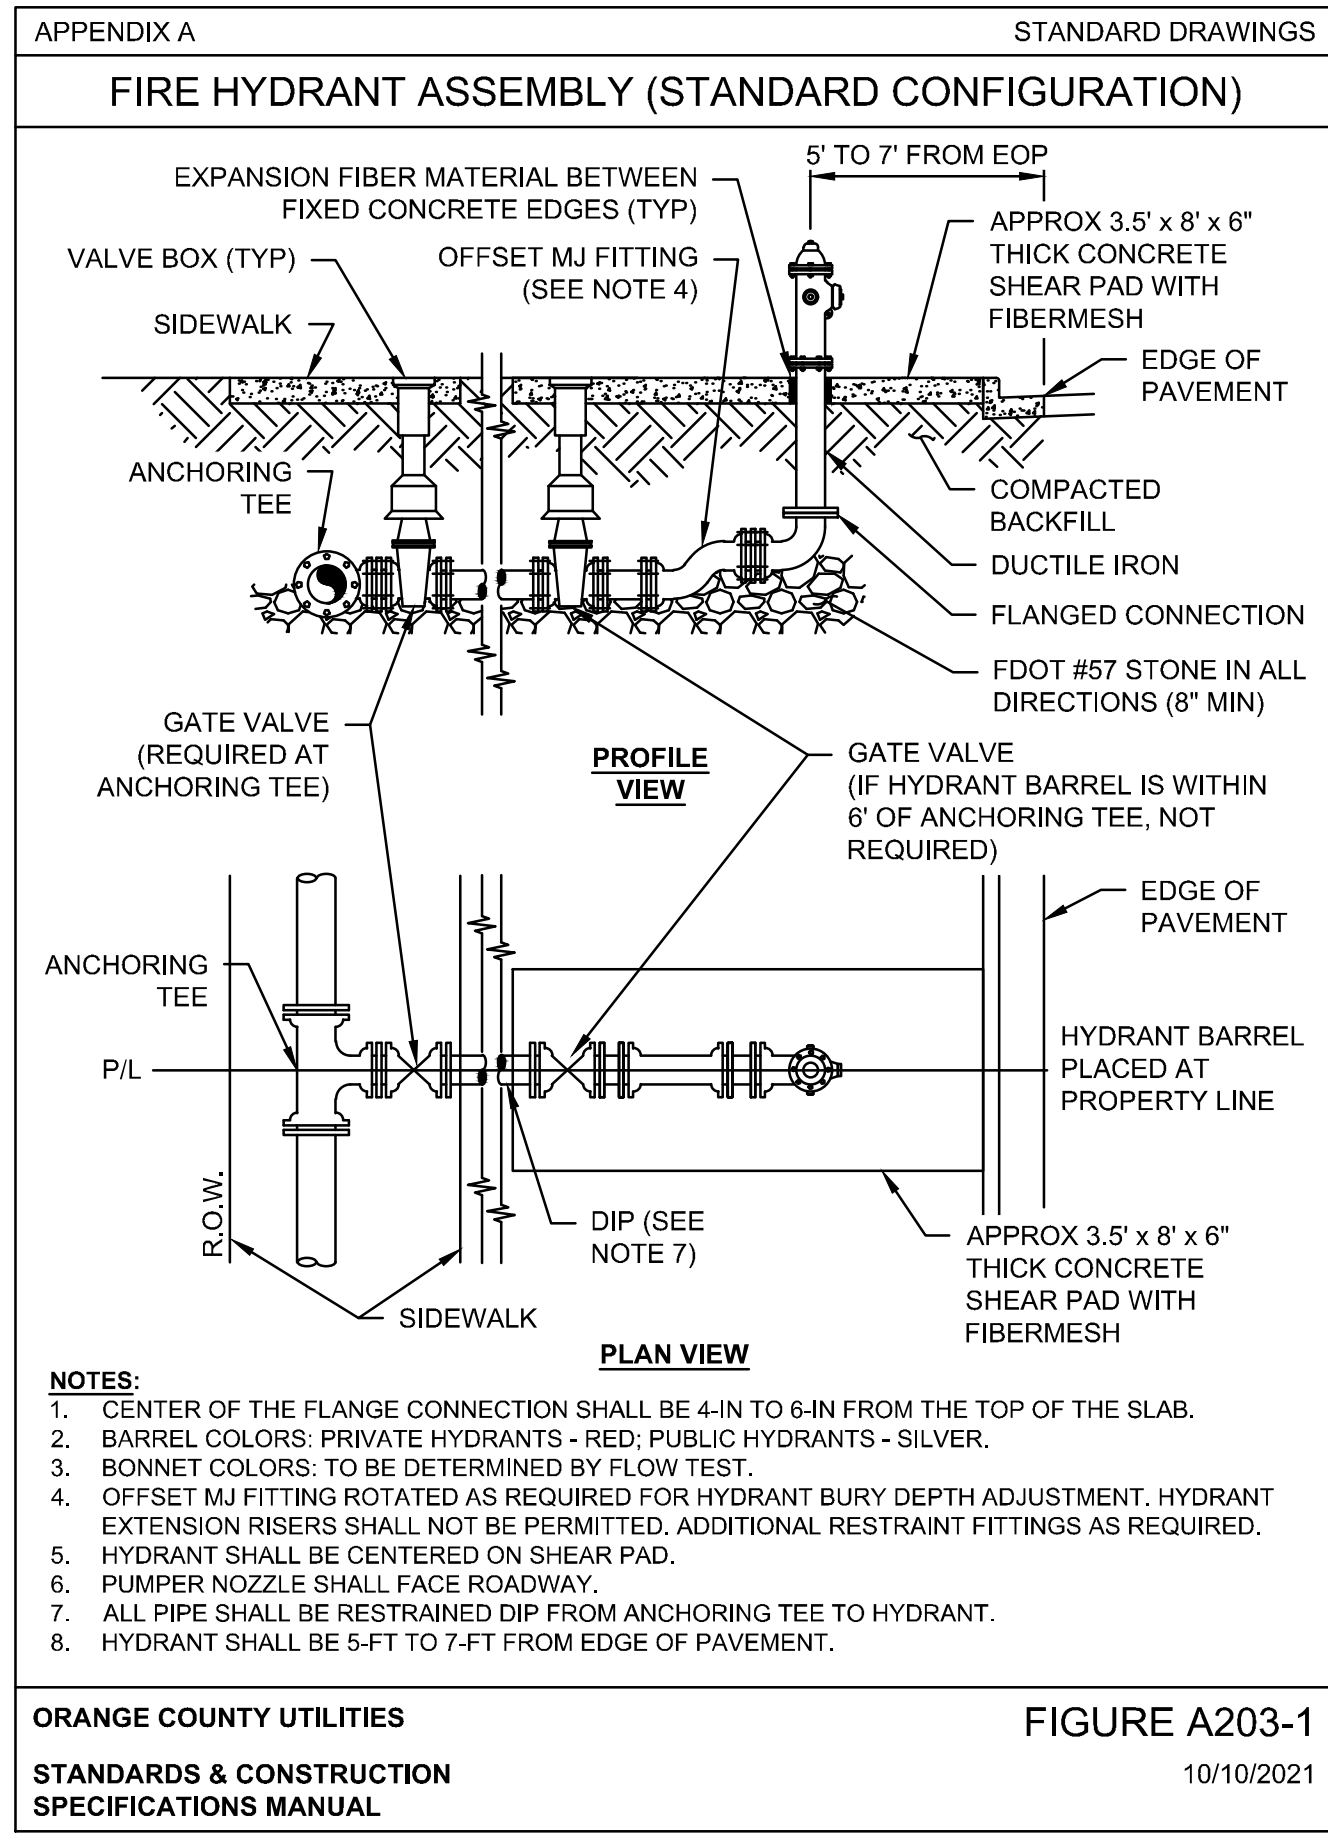 APPENDIX A
STANDARD DRAWINGS
FIRE HYDRANT ASSEMBLY (STANDARD CONFIGURATION)
5' TO 7' FROM EOP
EXPANSION FIBER MATERIAL BETWEEN
FIXED CONCRETE EDGES (TYP)
VALVE BOX (TYP)
OFFSET MJ FITTING
(SEE NOTE 4)
SIDEWALK
APPROX 3.5' x 8' x 6"
THICK CONCRETE
SHEAR PAD WITH
FIBERMESH
EDGE OF
PAVEMENT
ANCHORING
TEE
COMPACTED
BACKFILL
DUCTILE IRON
FLANGED CONNECTION
FDOT #57 STONE IN ALL
DIRECTIONS (8" MIN)
GATE VALVE
(REQUIRED AT
ANCHORING TEE)
PROFILE
VIEW
GATE VALVE
(IF HYDRANT BARREL IS WITHIN
6' OF ANCHORING TEE, NOT
REQUIRED)
EDGE OF
PAVEMENT
ANCHORING
TEE
P/L
HYDRANT BARREL
PLACED AT
PROPERTY LINE
R.O.W.
DIP (SEE
NOTE 7)
APPROX 3.5' x 8' x 6"
THICK CONCRETE
SHEAR PAD WITH
FIBERMESH
SIDEWALK
PLAN VIEW
NOTES:
1. CENTER OF THE FLANGE CONNECTION SHALL BE 4-IN TO 6-IN FROM THE TOP OF THE SLAB.
2. BARREL COLORS: PRIVATE HYDRANTS - RED; PUBLIC HYDRANTS - SILVER.
3. BONNET COLORS: TO BE DETERMINED BY FLOW TEST.
4. OFFSET MJ FITTING ROTATED AS REQUIRED FOR HYDRANT BURY DEPTH ADJUSTMENT. HYDRANT
EXTENSION RISERS SHALL NOT BE PERMITTED. ADDITIONAL RESTRAINT FITTINGS AS REQUIRED.
5. HYDRANT SHALL BE CENTERED ON SHEAR PAD.
6. PUMPER NOZZLE SHALL FACE ROADWAY.
7. ALL PIPE SHALL BE RESTRAINED DIP FROM ANCHORING TEE TO HYDRANT.
8. HYDRANT SHALL BE 5-FT TO 7-FT FROM EDGE OF PAVEMENT.
ORANGE COUNTY UTILITIES
FIGURE A203-1
STANDARDS & CONSTRUCTION
SPECIFICATIONS MANUAL
10/10/2021